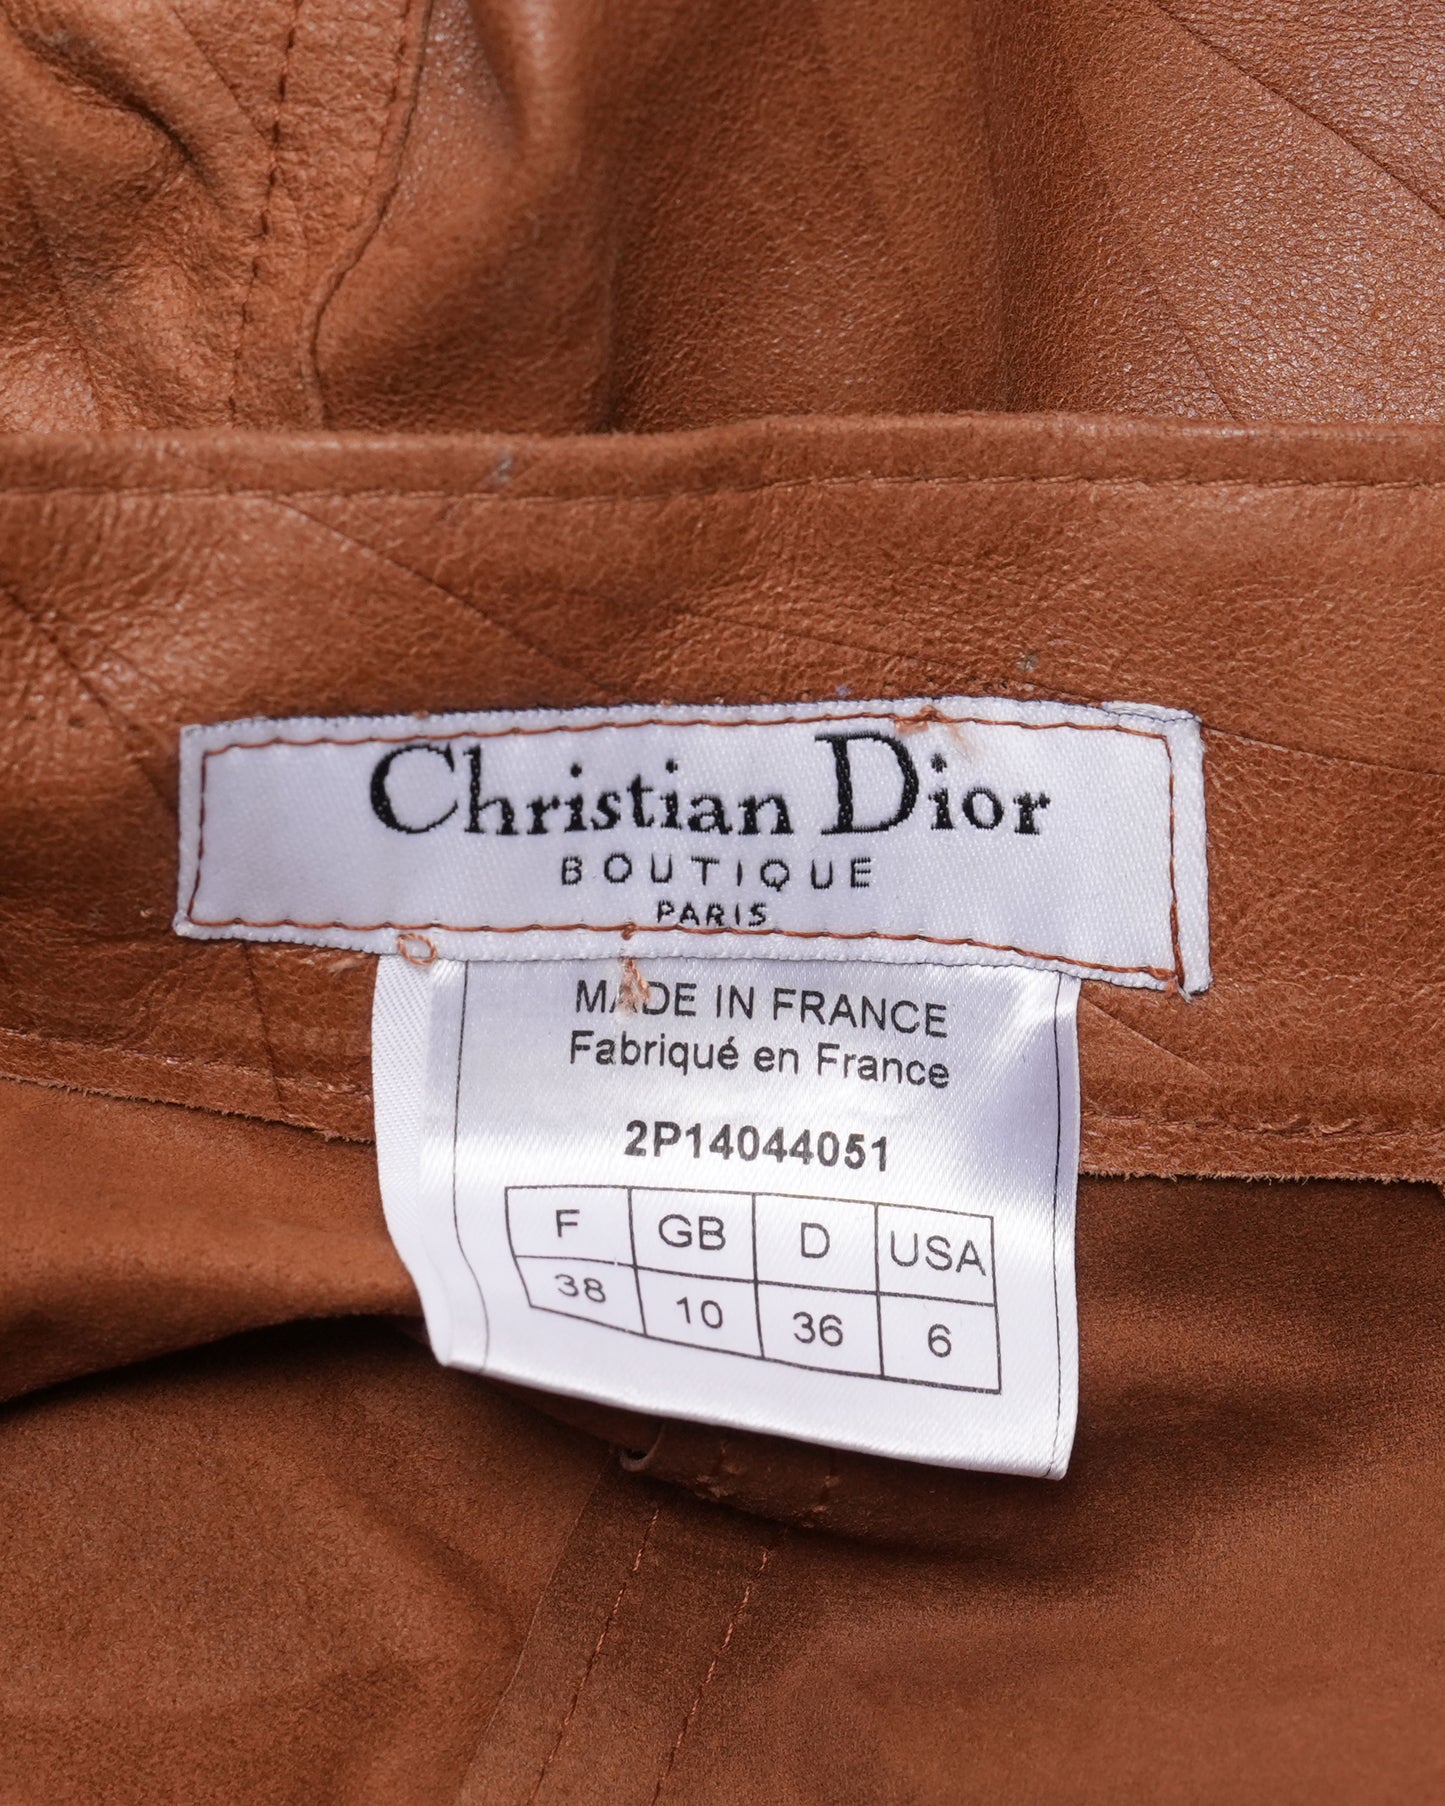 Christian Dior
BOUTIQUE
PARIS
MADE IN FRANCE
Fabriqué en France
2P14044051
F GB D USA
38 10 36 6